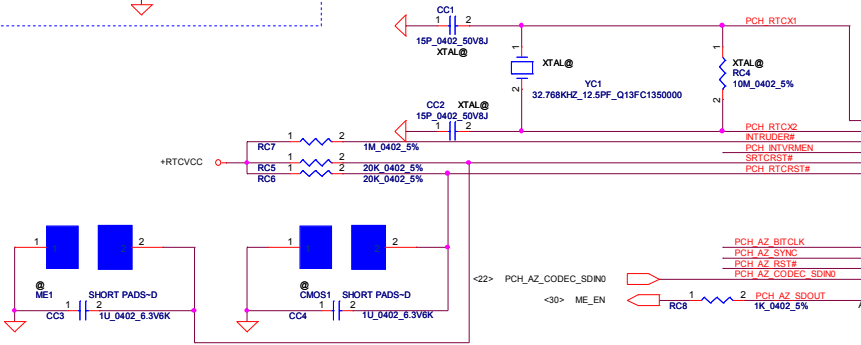 CC1
1 2
PCH_RTCX1
15P_0402_50V8J
XTAL@
1
XTAL@
XTAL@
RC4
10M_0402_5%
YC1
32.768KHZ_12.5PF_Q13FC1350000
2
2
CC2 XTAL@
15P_0402_50V8J
1 2
PCH_RTCX2
INTRUDER#
RC7 1 2 1M_0402_5%
PCH_INTVRMEN
+RTCVCC
1 2
SRTCRST#
RC5 20K_0402_5%
1 2
PCH_RTCRST#
RC6 20K_0402_5%
1 2
1 2
PCH_AZ_BITCLK
PCH_AZ_SYNC
PCH_AZ_RST#
PCH_AZ_CODEC_SDIN0
<22> PCH_AZ_CODEC_SDIN0
@
ME1 SHORT PADS~D
@
CMOS1 SHORT PADS~D
<30> ME_EN
1 2
PCH_AZ_SDOUT
RC8 1K_0402_5%
1 2
CC3 1U_0402_6.3V6K
1 2
CC4 1U_0402_6.3V6K